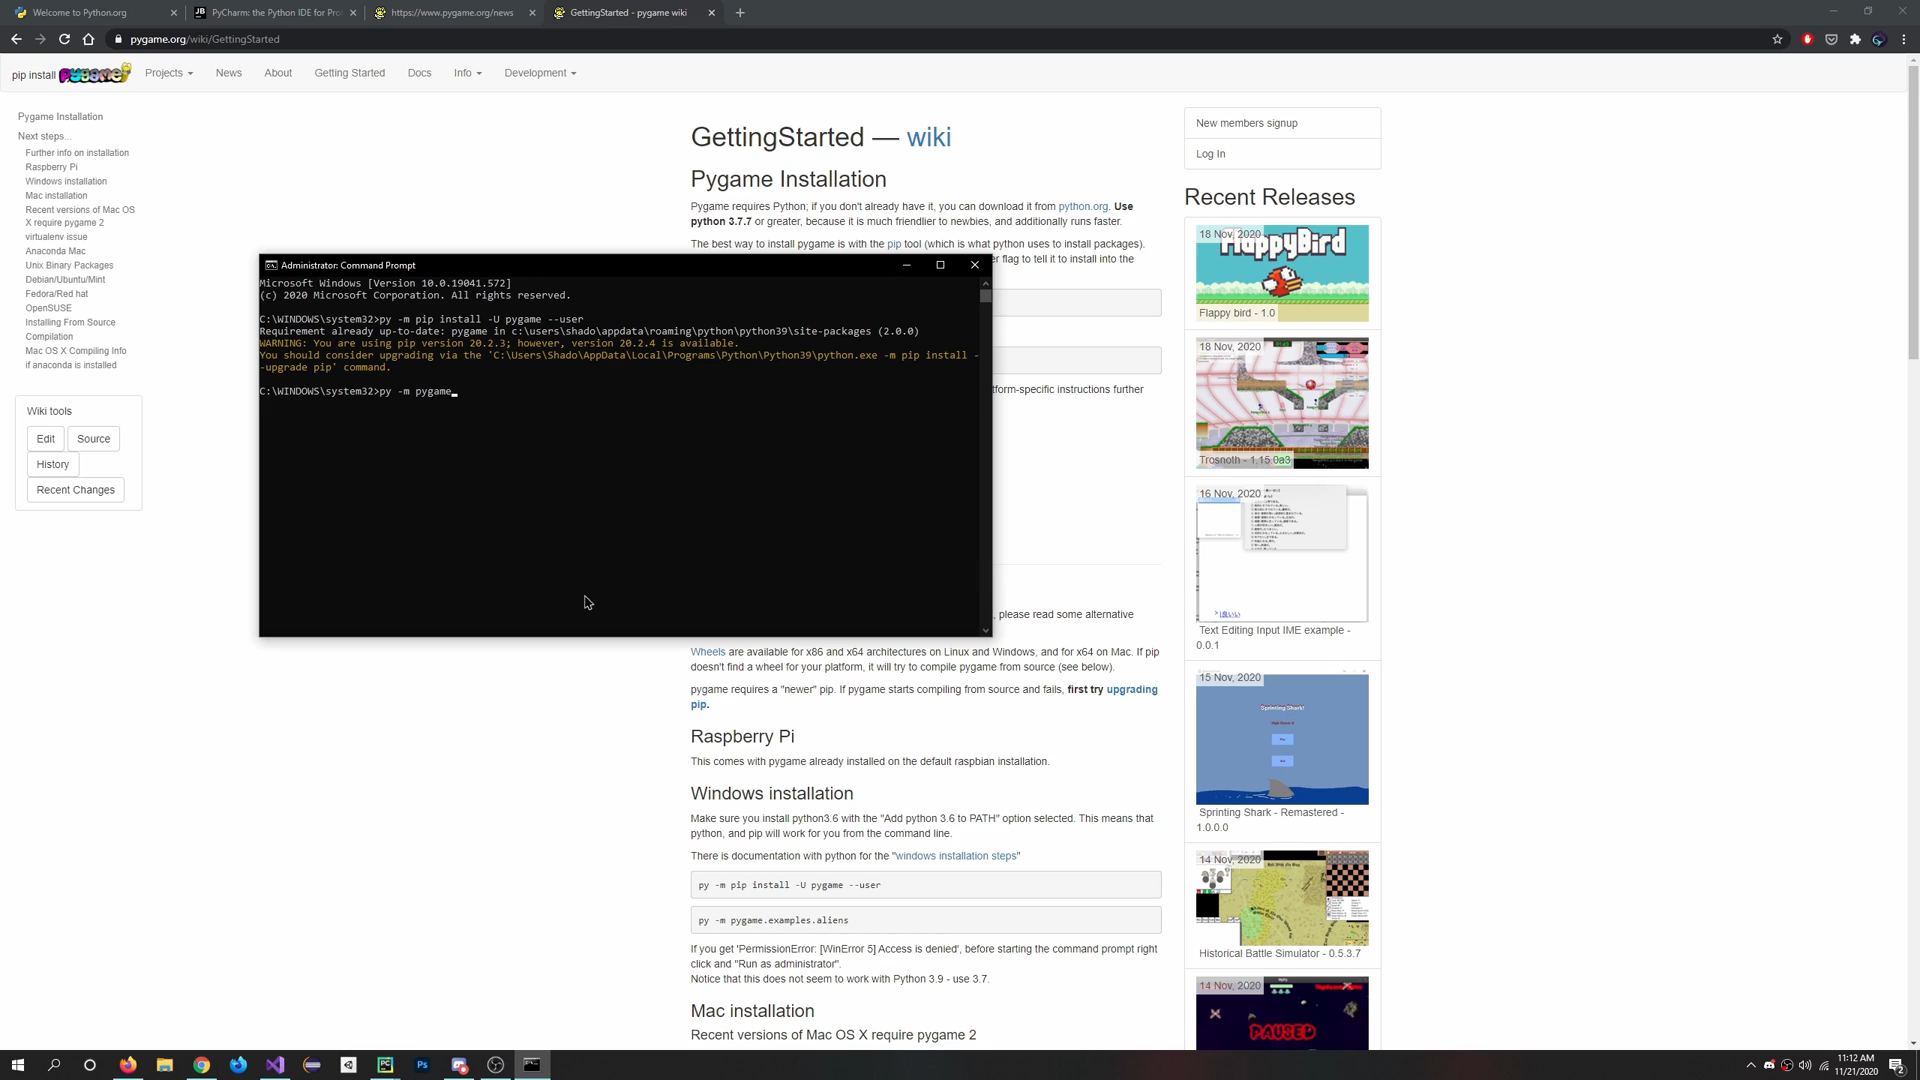 Welcome to Python.org
PyCharm: the Python IDE for Pro
https://www.pygame.org/news
GettingStarted - pygame wiki
pygame.org/wiki/GettingStarted
pip install pygame
Projects
News
About
Getting Started
Docs
Info
Development
Pygame Installation
Next steps...
Further info on installation
Raspberry Pi
Windows installation
Mac installation
Recent versions of Mac OS
X require pygame 2
virtualenv issue
Anaconda Mac
Unix Binary Packages
Debian/Ubuntu/Mint
Fedora/Red hat
OpenSUSE
Installing From Source
Compilation
Mac OS X Compiling Info
if anaconda is installed
Wiki tools
Edit
Source
History
Recent Changes
GettingStarted — wiki
Pygame Installation
Pygame requires Python; if you don't already have it, you can download it from python.org. Use
python 3.7.7 or greater, because it is much friendlier to newbies, and additionally runs faster.
The best way to install pygame is with the pip tool (which is what python uses to install packages).
er flag to tell it to install into the
tform-specific instructions further
Administrator: Command Prompt
Microsoft Windows [Version 10.0.19041.572]
(c) 2020 Microsoft Corporation. All rights reserved.
C:\WINDOWS\system32>py -m pip install -U pygame --user
Requirement already up-to-date: pygame in c:\users\shado\appdata\roaming\python\python39\site-packages (2.0.0)
WARNING: You are using pip version 20.2.3; however, version 20.2.4 is available.
You should consider upgrading via the 'C:\Users\Shado\AppData\Local\Programs\Python\Python39\python.exe -m pip install -
-upgrade pip' command.
C:\WINDOWS\system32>py -m pygame_
, please read some alternative
Wheels are available for x86 and x64 architectures on Linux and Windows, and for x64 on Mac. If pip
doesn't find a wheel for your platform, it will try to compile pygame from source (see below).
pygame requires a "newer" pip. If pygame starts compiling from source and fails, first try upgrading
pip.
Raspberry Pi
This comes with pygame already installed on the default raspbian installation.
Windows installation
Make sure you install python3.6 with the "Add python 3.6 to PATH" option selected. This means that
python, and pip will work for you from the command line.
There is documentation with python for the "windows installation steps"
py -m pip install -U pygame --user
py -m pygame.examples.aliens
If you get 'PermissionError: [WinError 5] Access is denied', before starting the command prompt right
click and "Run as administrator".
Notice that this does not seem to work with Python 3.9 - use 3.7.
Mac installation
Recent versions of Mac OS X require pygame 2
New members signup
Log In
Recent Releases
18 Nov, 2020
FlappyBird
Flappy bird - 1.0
18 Nov, 2020
Trosnoth - 1.15.0a3
16 Nov, 2020
Text Editing Input IME example -
0.0.1
15 Nov, 2020
Sprinting Shark!
Sprinting Shark - Remastered -
1.0.0.0
14 Nov, 2020
Historical Battle Simulator - 0.5.3.7
14 Nov, 2020
PAUSED
11:12 AM
11/21/2020